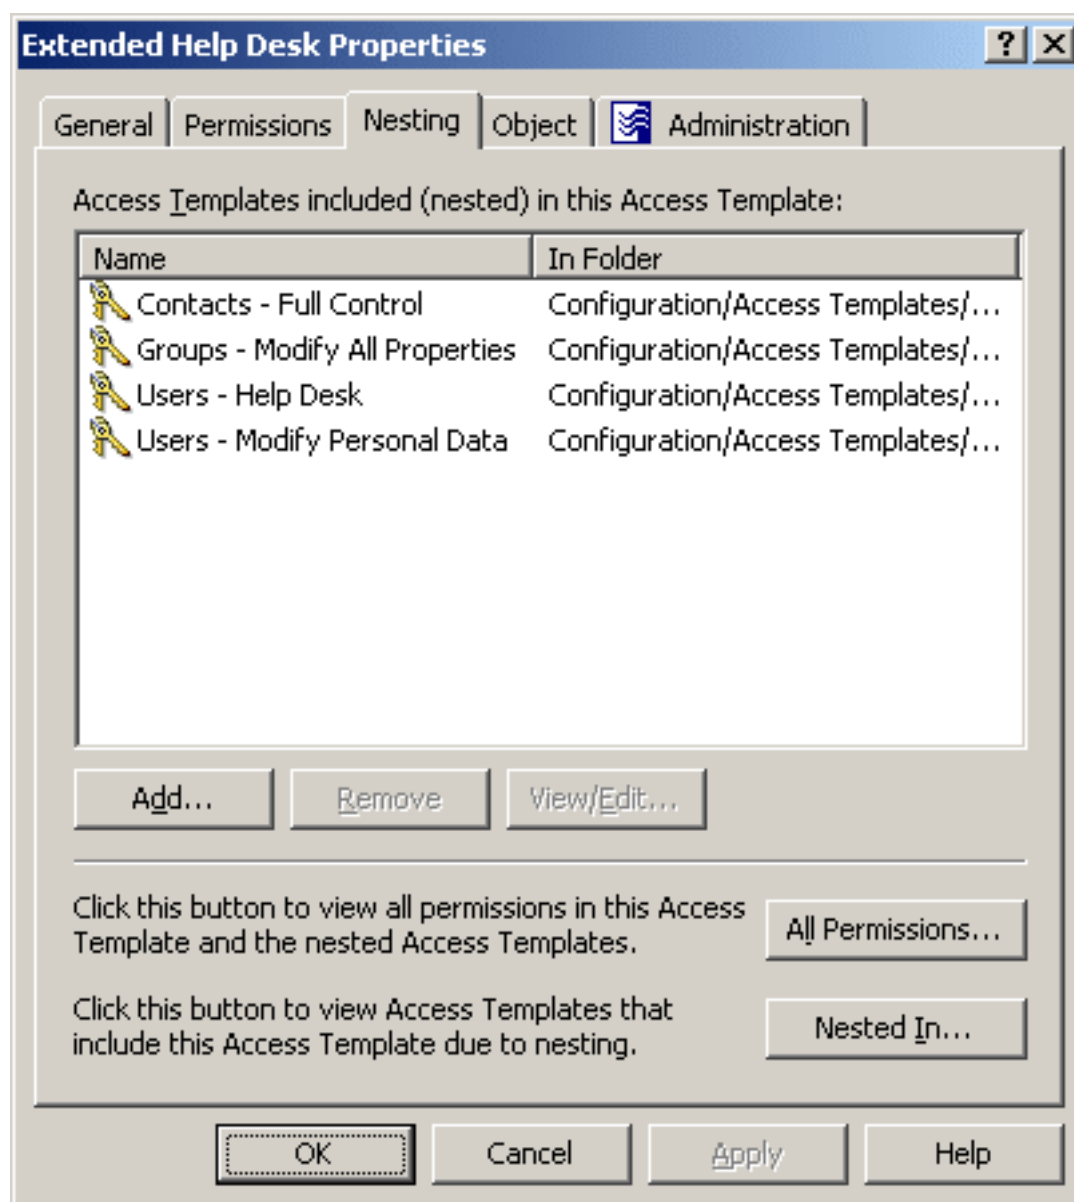 Extended Help Desk Properties
General Permissions Nesting Object Administration
Access Templates included (nested) in this Access Template:
Name In Folder
Contacts - Full Control Configuration/Access Templates/...
Groups - Modify All Properties Configuration/Access Templates/...
Users - Help Desk Configuration/Access Templates/...
Users - Modify Personal Data Configuration/Access Templates/...
Add... Remove View/Edit...
Click this button to view all permissions in this Access
Template and the nested Access Templates.
All Permissions...
Click this button to view Access Templates that
include this Access Template due to nesting.
Nested In...
OK Cancel Apply Help